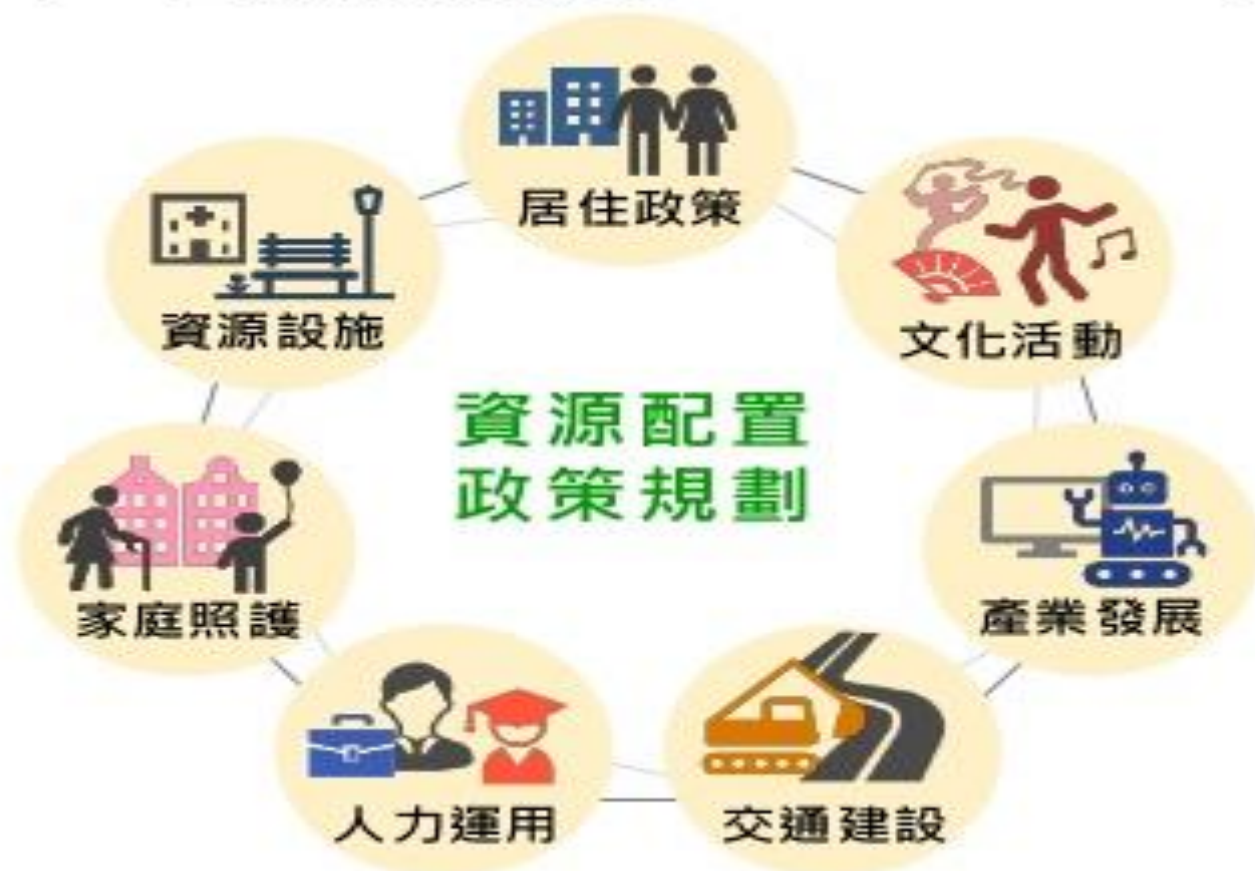 居住政策
資源設施
文化活動
資源配置
政策規劃
家庭照護
產業發展
人力運用
交通建設